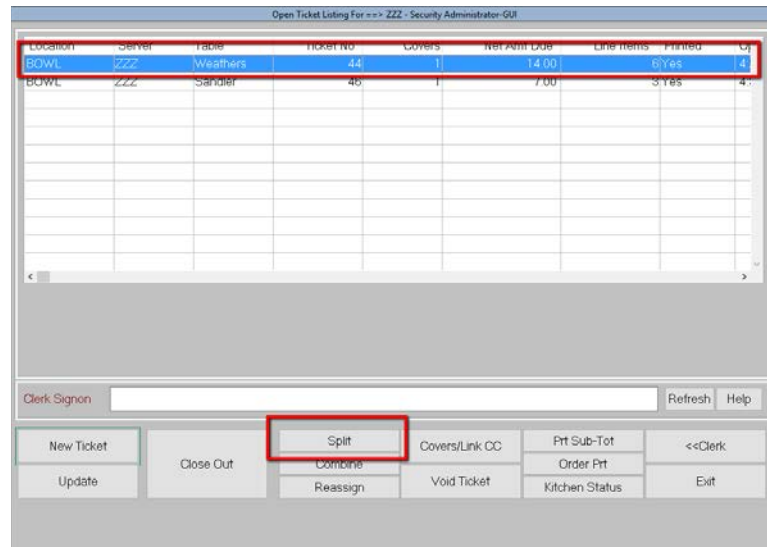 Open Ticket Listing For ==> ZZZ - Security Administrator-GUI
Location Server Table Ticket No Covers Net Amt Due Line Items Printed
BOWL ZZZ Weathers 44 1 14.00 6 Yes
BOWL ZZZ Sandler 46 1 7.00 3 Yes
Clerk Signon Refresh Help
New Ticket Split Covers/Link CC Prt Sub-Tot <<Clerk
Close Out Combine Order Prt
Update Reassign Void Ticket Kitchen Status Exit